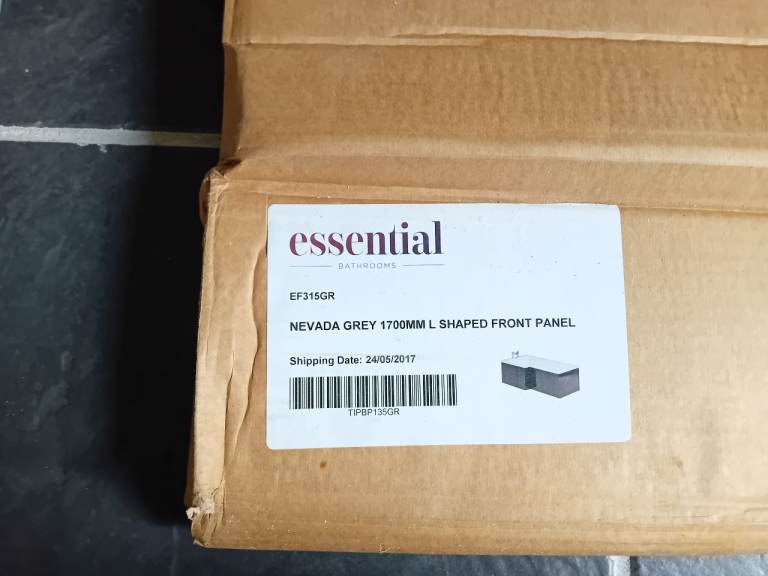 essential
BATHROOMS
EF315GR
NEVADA GREY 1700MM L SHAPED FRONT PANEL
Shipping Date: 24/05/2017
TIPBP135GR